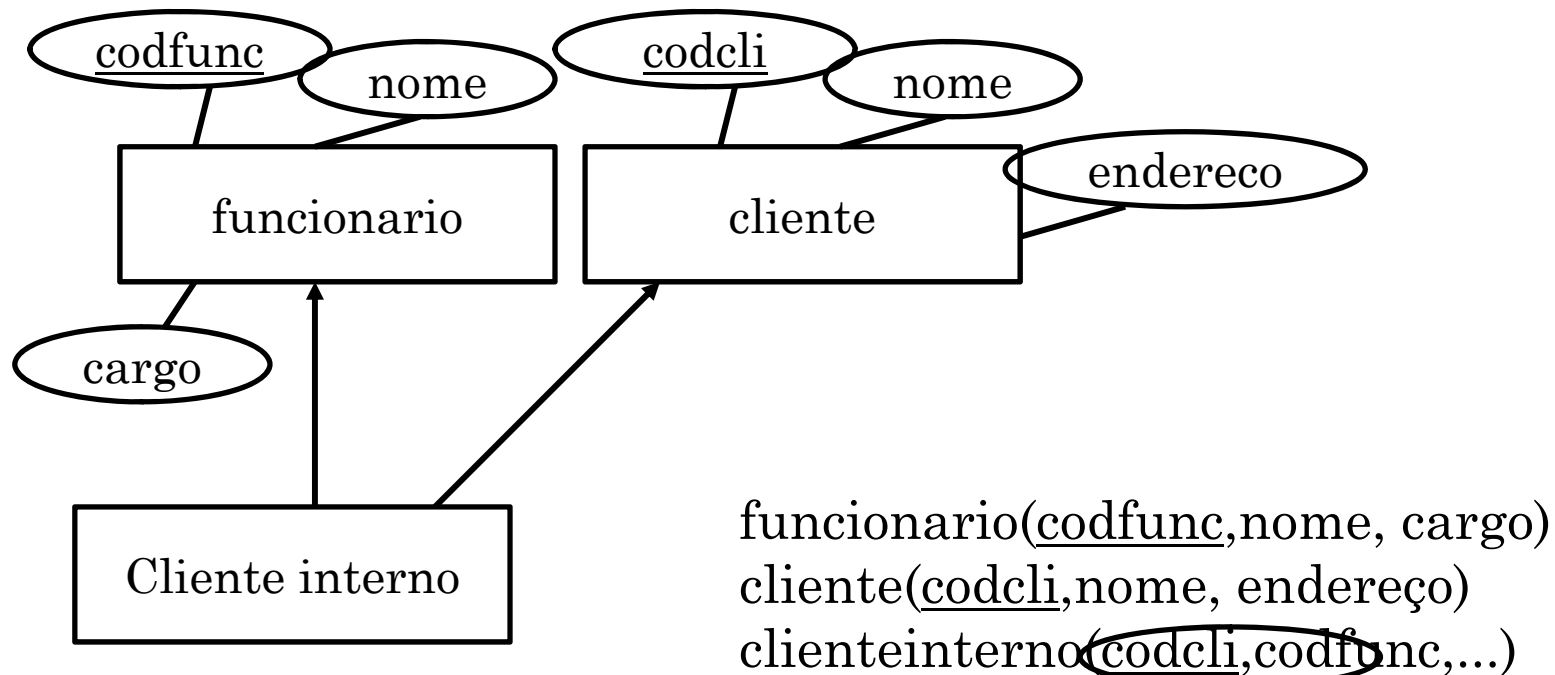 codfunc
nome
codcli
nome
endereco
funcionario
cliente
cargo
Cliente interno
funcionario(codfunc,nome, cargo)
cliente(codcli,nome, endereço)
clienteinterno(codcli,codfunc,...)